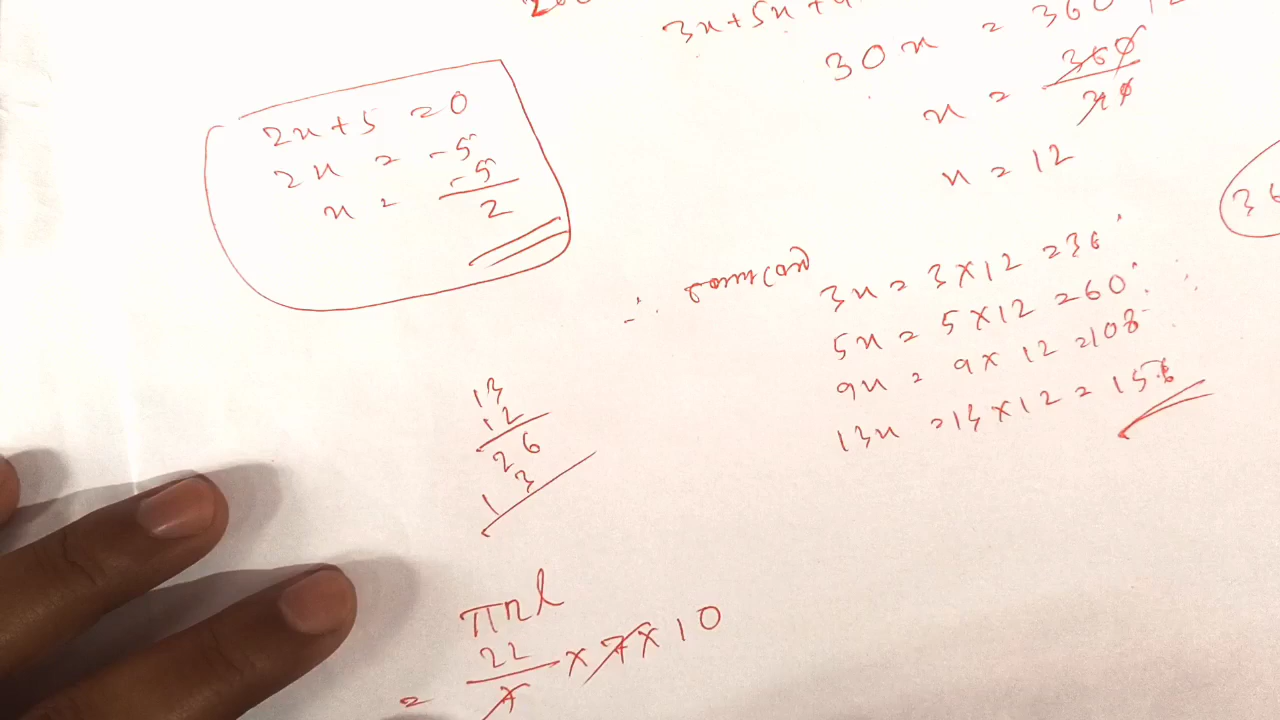 3x+5x+9
30x = 360
x = 360/30
x = 12
2x+5 =0
2x = -5
x = -5/2
36
∴
3x = 3×12 =36°
5x = 5×12 =60°
9x = 9×12 =108°
13x =13×12 = 156
13
12
26
13
πrl
= 22/7 × 7×10